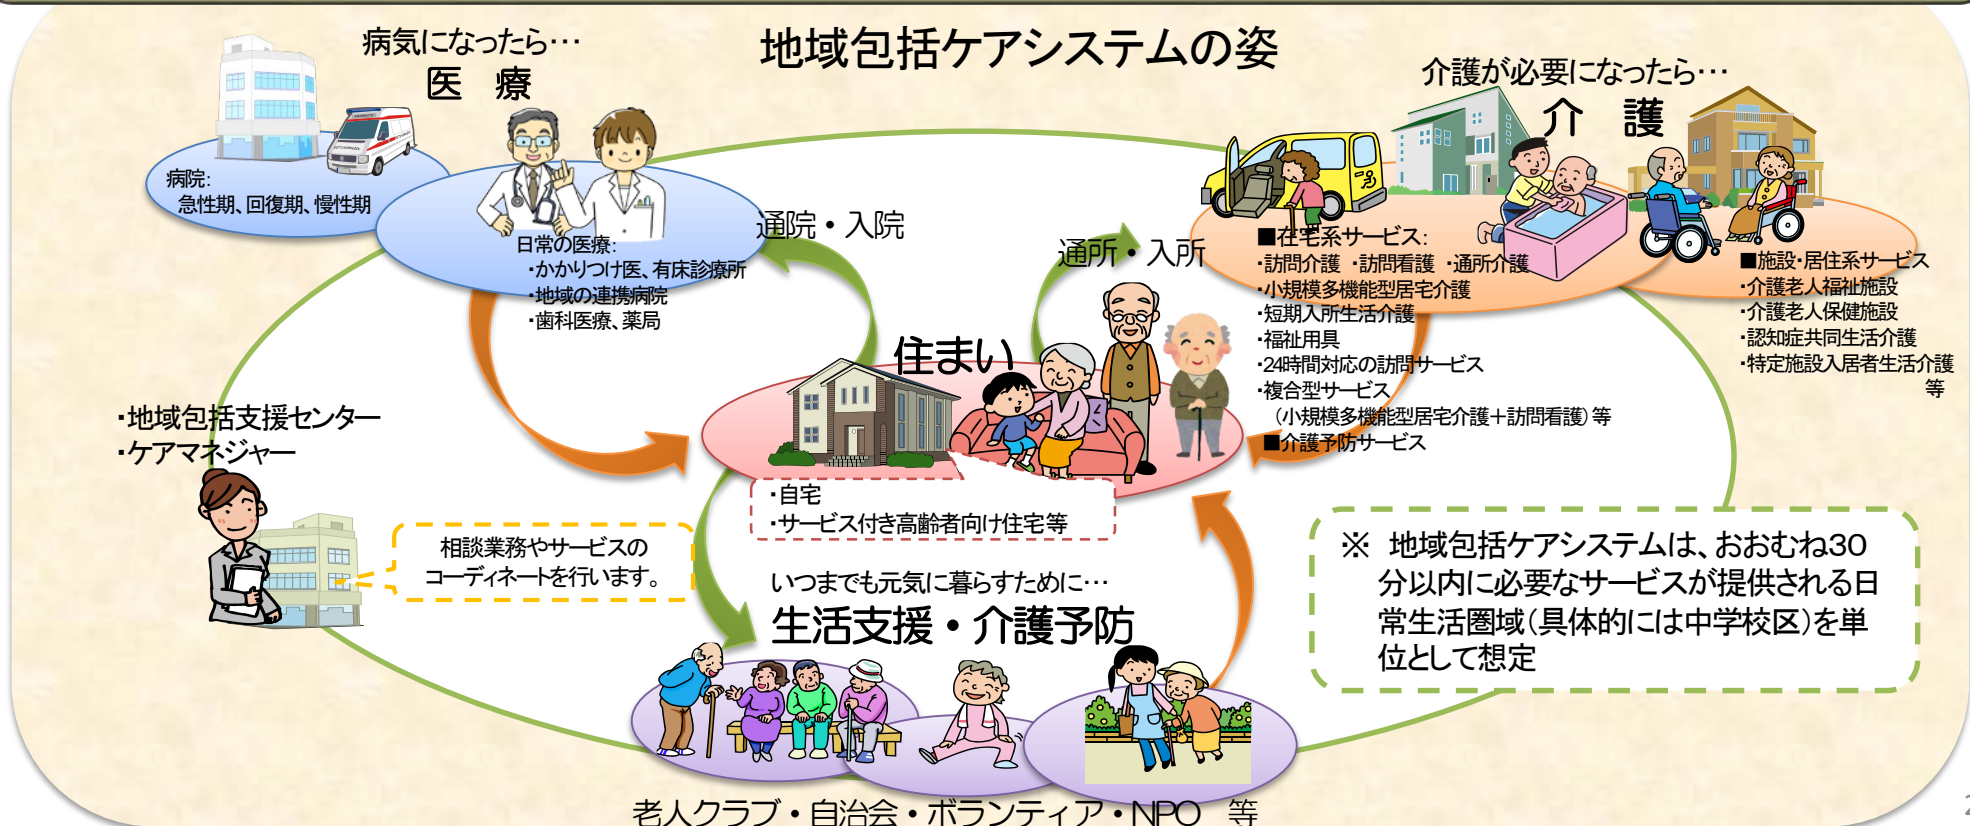 地域包括ケアシステムの姿
病気になったら…
医 療
病院:
急性期、回復期、慢性期
日常の医療:
・かかりつけ医、有床診療所
・地域の連携病院
・歯科医療、薬局
通院・入院
通所・入所
介護が必要になったら…
介 護
■在宅系サービス:
・訪問介護 ・訪問看護 ・通所介護
・小規模多機能型居宅介護
・短期入所生活介護
・福祉用具
・24時間対応の訪問サービス
・複合型サービス
（小規模多機能型居宅介護＋訪問看護）等
■介護予防サービス
■施設・居住系サービス
・介護老人福祉施設
・介護老人保健施設
・認知症共同生活介護
・特定施設入居者生活介護
等
住まい
・自宅
・サービス付き高齢者向け住宅等
・地域包括支援センター
・ケアマネジャー
相談業務やサービスの
コーディネートを行います。
いつまでも元気に暮らすために…
生活支援・介護予防
老人クラブ・自治会・ボランティア・NPO 等
※ 地域包括ケアシステムは、おおむね30
分以内に必要なサービスが提供される日
常生活圏域（具体的には中学校区）を単
位として想定